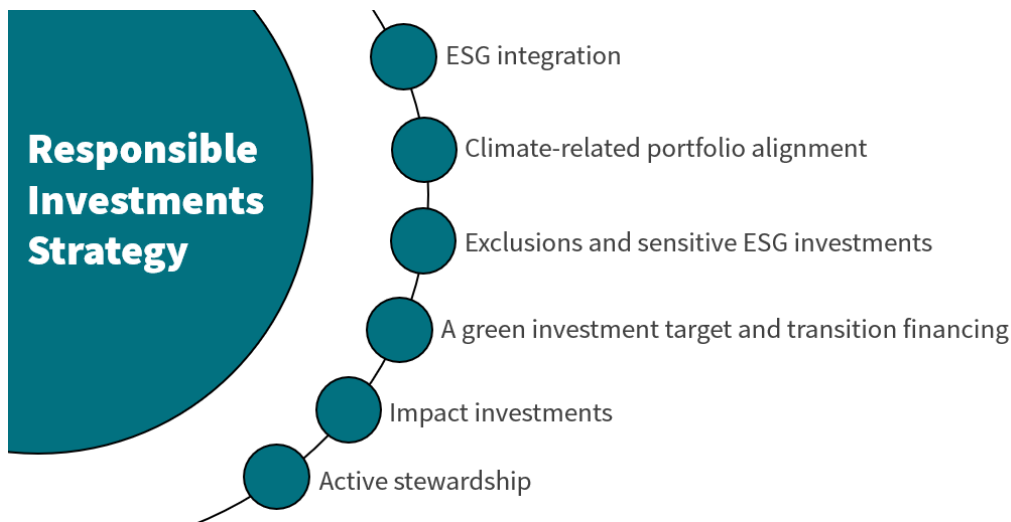 Responsible
Investments
Strategy
ESG integration
Climate-related portfolio alignment
Exclusions and sensitive ESG investments
A green investment target and transition financing
Impact investments
Active stewardship